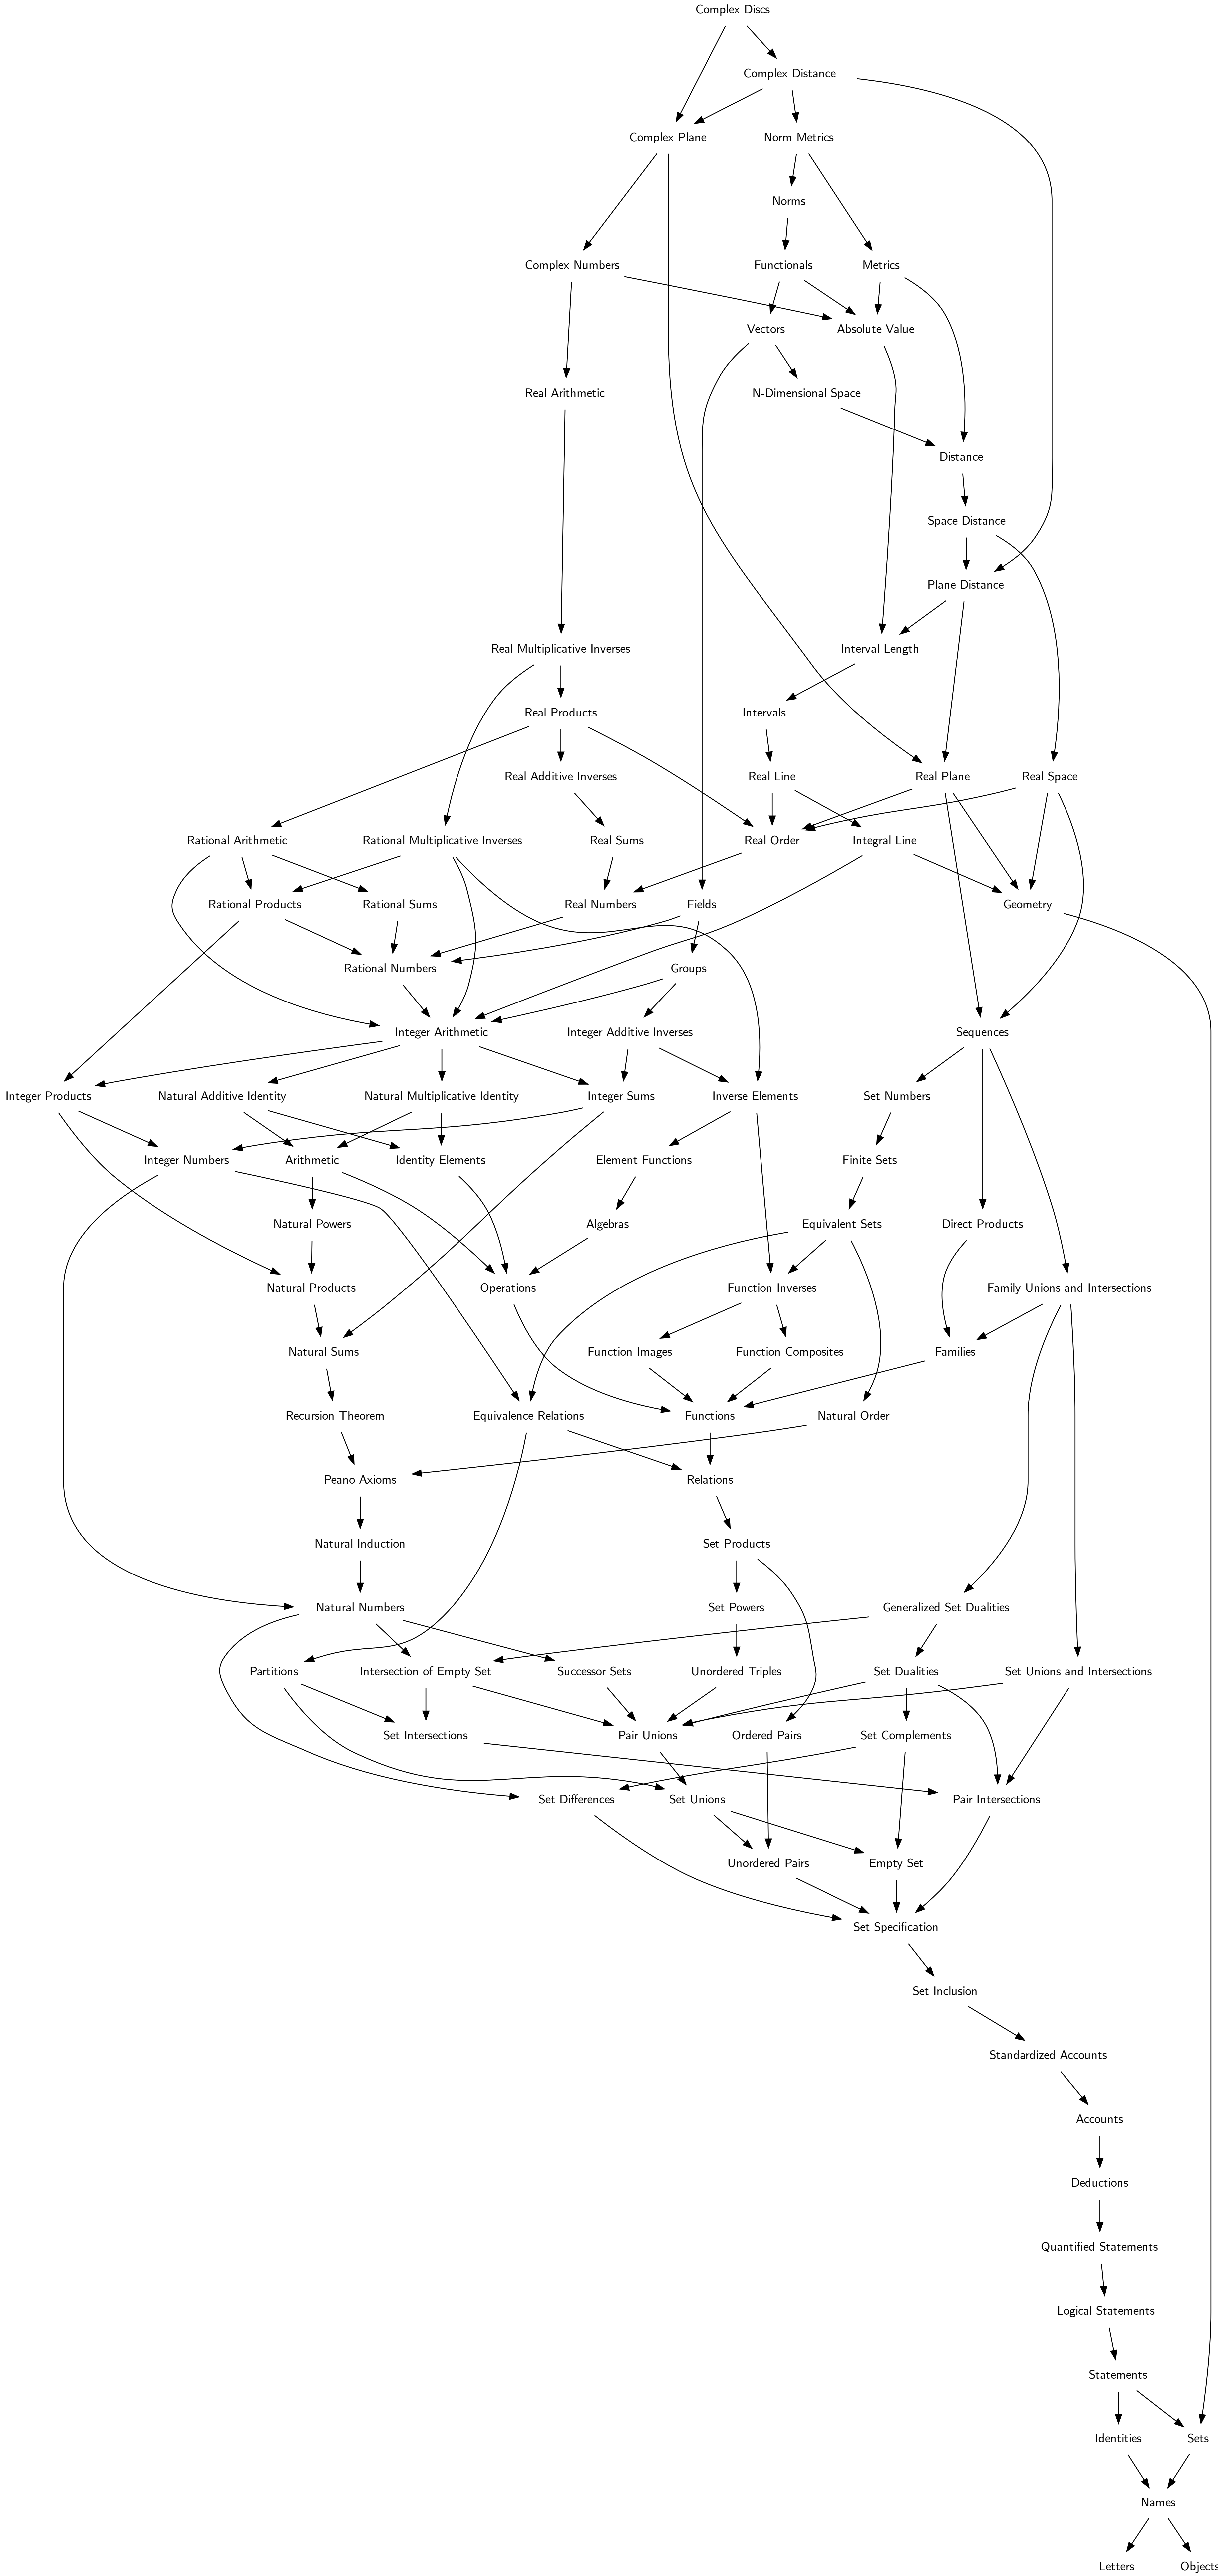 Complex Discs
Complex Distance
Complex Plane
Norm Metrics
Norms
Complex Numbers
Functionals
Metrics
Vectors
Absolute Value
Real Arithmetic
N-Dimensional Space
Distance
Space Distance
Plane Distance
Real Multiplicative Inverses
Interval Length
Real Products
Intervals
Real Additive Inverses
Real Line
Real Plane
Real Space
Rational Arithmetic
Rational Multiplicative Inverses
Real Sums
Real Order
Integral Line
Rational Products
Rational Sums
Real Numbers
Fields
Geometry
Rational Numbers
Groups
Integer Arithmetic
Integer Additive Inverses
Sequences
Integer Products
Natural Additive Identity
Natural Multiplicative Identity
Integer Sums
Inverse Elements
Set Numbers
Integer Numbers
Arithmetic
Identity Elements
Element Functions
Finite Sets
Natural Powers
Algebras
Equivalent Sets
Direct Products
Natural Products
Operations
Function Inverses
Family Unions and Intersections
Natural Sums
Function Images
Function Composites
Families
Recursion Theorem
Equivalence Relations
Functions
Natural Order
Peano Axioms
Relations
Natural Induction
Set Products
Natural Numbers
Set Powers
Generalized Set Dualities
Partitions
Intersection of Empty Set
Successor Sets
Unordered Triples
Set Dualities
Set Unions and Intersections
Set Intersections
Pair Unions
Ordered Pairs
Set Complements
Set Differences
Set Unions
Pair Intersections
Unordered Pairs
Empty Set
Set Specification
Set Inclusion
Standardized Accounts
Accounts
Deductions
Quantified Statements
Logical Statements
Statements
Identities
Sets
Names
Letters
Objects